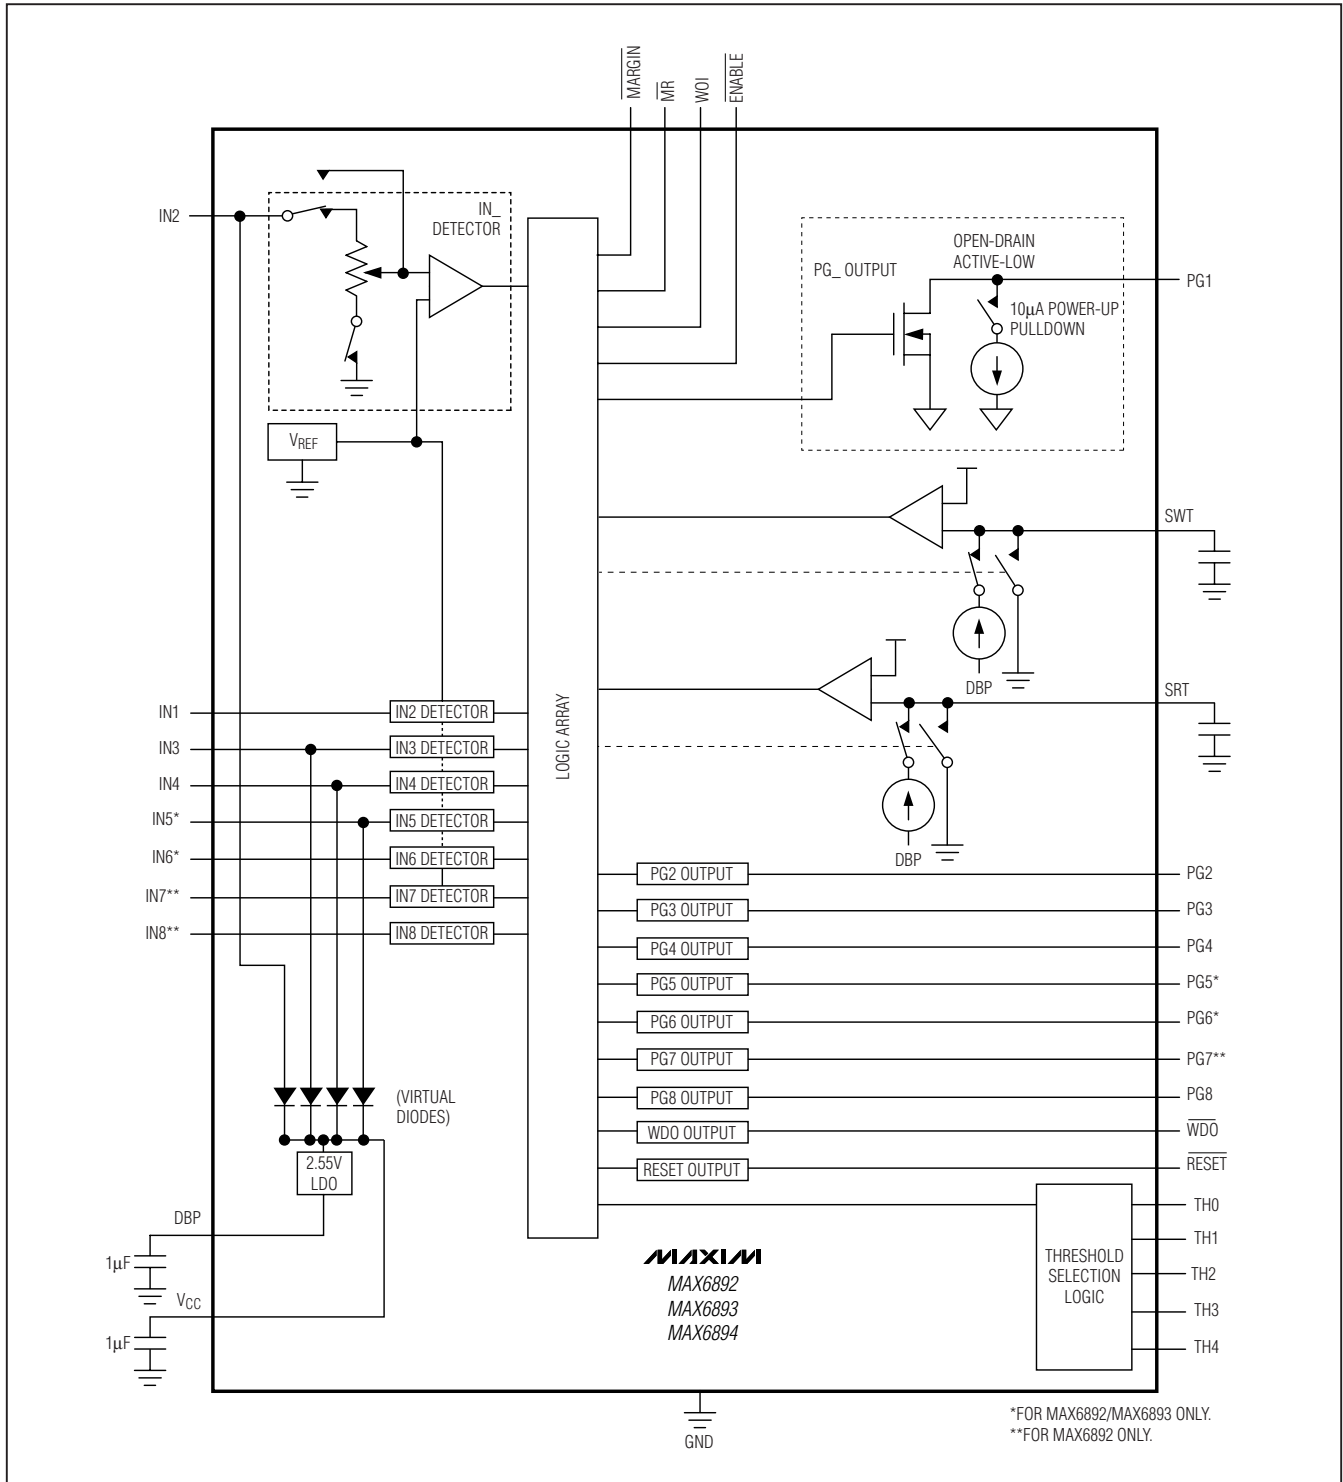 MARGIN
MR
WOI
ENABLE
IN2
IN_
DETECTOR
OPEN-DRAIN
ACTIVE-LOW
PG_ OUTPUT
PG1
10µA POWER-UP
PULLDOWN
VREF
SWT
DBP
SRT
DBP
LOGIC ARRAY
IN1
IN2 DETECTOR
IN3
IN3 DETECTOR
IN4
IN4 DETECTOR
IN5*
IN5 DETECTOR
IN6*
IN6 DETECTOR
IN7**
IN7 DETECTOR
IN8**
IN8 DETECTOR
PG2 OUTPUT
PG2
PG3 OUTPUT
PG3
PG4 OUTPUT
PG4
PG5 OUTPUT
PG5*
PG6 OUTPUT
PG6*
PG7 OUTPUT
PG7**
PG8 OUTPUT
PG8
WDO OUTPUT
WDO
RESET OUTPUT
RESET
(VIRTUAL
DIODES)
2.55V
LDO
DBP
1µF
VCC
1µF
THRESHOLD
SELECTION
LOGIC
TH0
TH1
TH2
TH3
TH4
MAXIM
MAX6892
MAX6893
MAX6894
GND
*FOR MAX6892/MAX6893 ONLY.
**FOR MAX6892 ONLY.